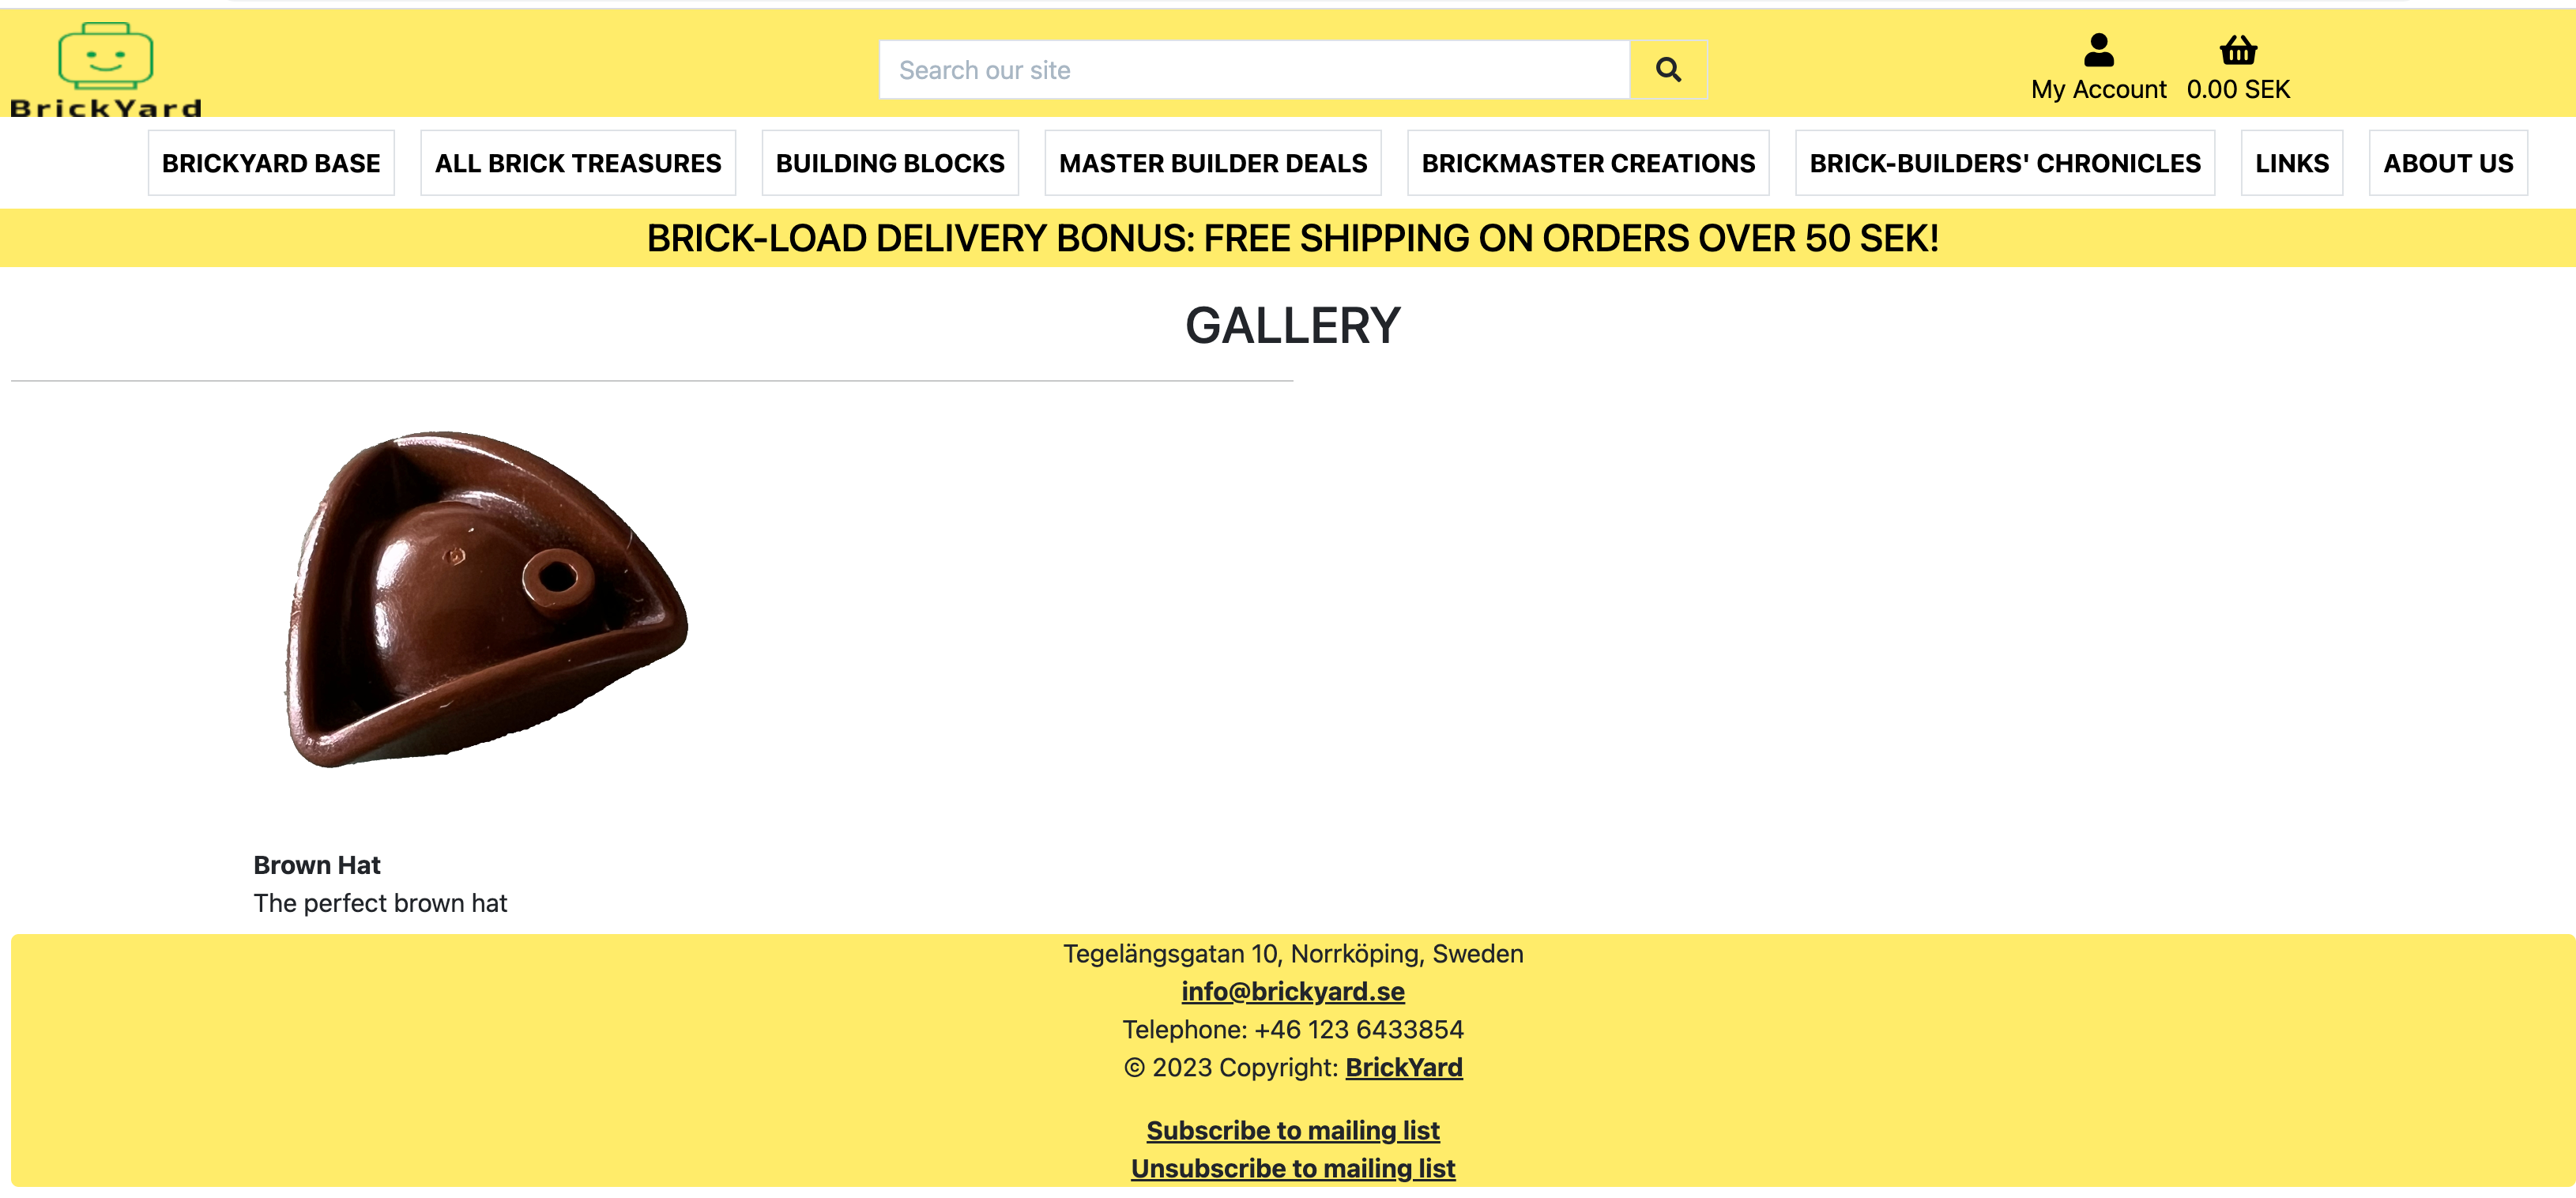 BrickYard
Search our site
My Account 0.00 SEK
BRICKYARD BASE ALL BRICK TREASURES BUILDING BLOCKS MASTER BUILDER DEALS BRICKMASTER CREATIONS BRICK-BUILDERS' CHRONICLES LINKS ABOUT US
BRICK-LOAD DELIVERY BONUS: FREE SHIPPING ON ORDERS OVER 50 SEK!
GALLERY
Brown Hat
The perfect brown hat
Tegelängsgatan 10, Norrköping, Sweden
info@brickyard.se
Telephone: +46 123 6433854
© 2023 Copyright: BrickYard
Subscribe to mailing list
Unsubscribe to mailing list